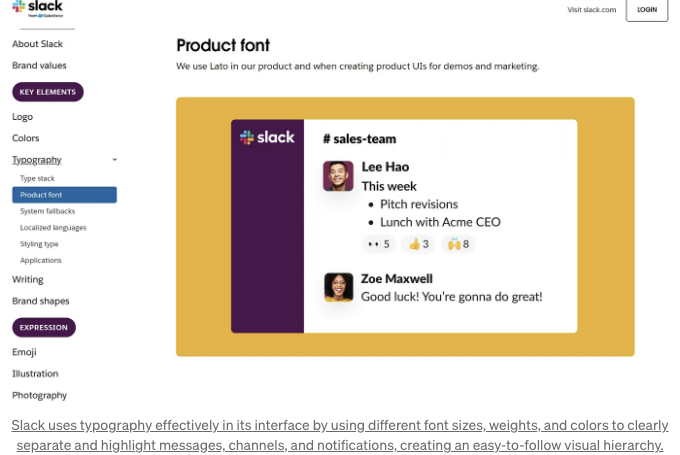 slack
from Salesforce
Visit slack.com
LOGIN
About Slack
Brand values
KEY ELEMENTS
Logo
Colors
Typography
Type stack
Product font
System fallbacks
Localized languages
Styling type
Applications
Writing
Brand shapes
EXPRESSION
Emoji
Illustration
Photography
Product font
We use Lato in our product and when creating product UIs for demos and marketing.
slack
# sales-team
Lee Hao
This week
• Pitch revisions
• Lunch with Acme CEO
5 3 8
Zoe Maxwell
Good luck! You're gonna do great!
Slack uses typography effectively in its interface by using different font sizes, weights, and colors to clearly
separate and highlight messages, channels, and notifications, creating an easy-to-follow visual hierarchy.